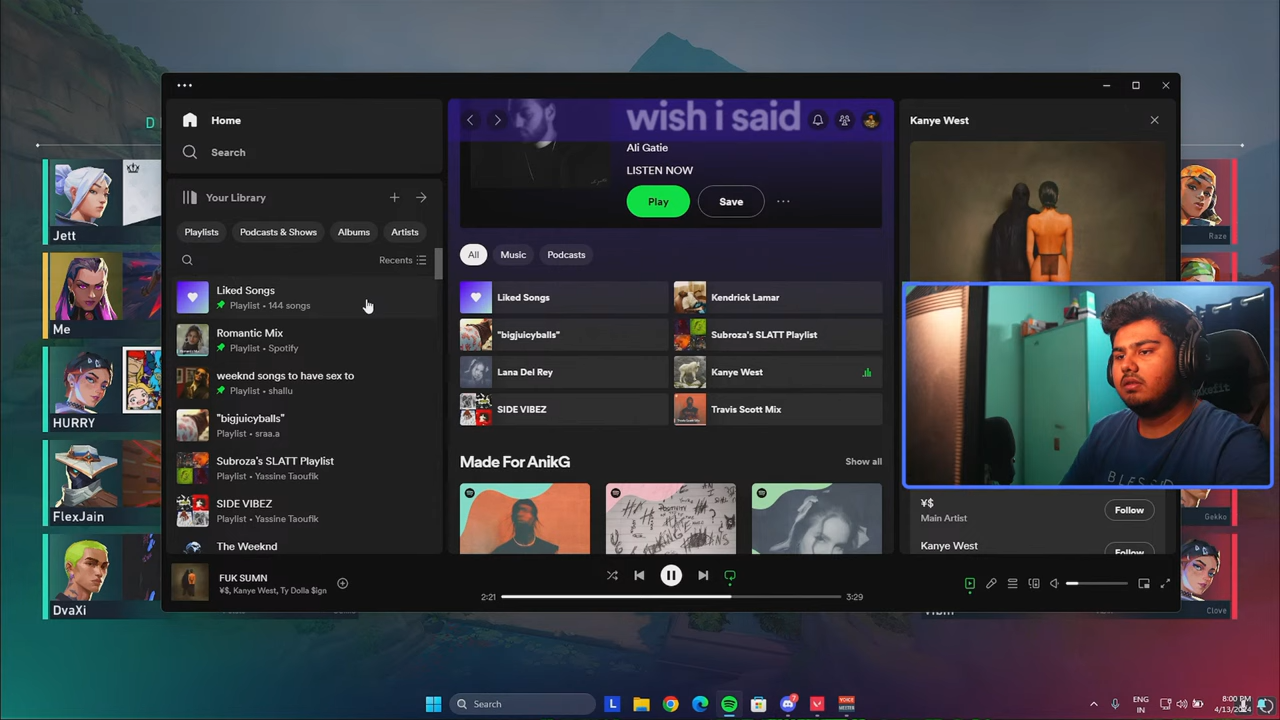 Home
Search
Your Library
Playlists
Podcasts & Shows
Albums
Artists
Recents
Liked Songs
Playlist • 144 songs
Romantic Mix
Playlist • Spotify
weeknd songs to have sex to
Playlist • shallu
"bigjuicyballs"
Playlist • sraa.a
Subroza's SLATT Playlist
Playlist • Yassine Taoufik
SIDE VIBEZ
Playlist • Yassine Taoufik
The Weeknd
wish i said
Ali Gatie
LISTEN NOW
Play
Save
All
Music
Podcasts
Liked Songs
Kendrick Lamar
"bigjuicyballs"
Subroza's SLATT Playlist
Lana Del Rey
Kanye West
SIDE VIBEZ
Travis Scott Mix
Made For AnikG
Show all
Kanye West
¥$
Main Artist
Follow
Kanye West
Follow
FUK SUMN
¥$, Kanye West, Ty Dolla $ign
2:21
3:29
D
Jett
Me
HURRY
FlexJain
DvaXi
Raze
Gekko
Clove
BLESSED
Search
L
7
VOICE
MEETER
ENG
IN
8:00 PM